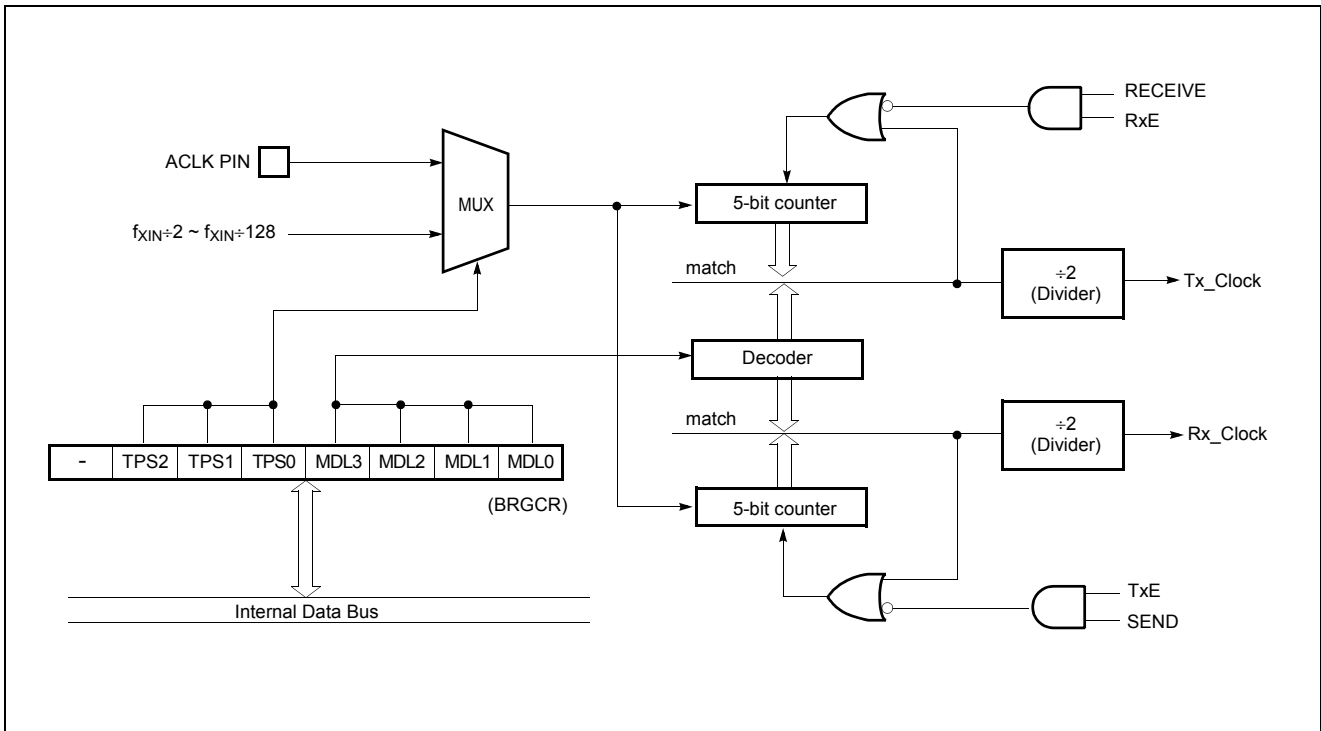 RECEIVE
RxE
ACLK PIN
MUX
5-bit counter
fXIN÷2 ~ fXIN÷128
match
÷2
(Divider)
Tx_Clock
Decoder
match
÷2
(Divider)
Rx_Clock
- TPS2 TPS1 TPS0 MDL3 MDL2 MDL1 MDL0
(BRGCR)
5-bit counter
TxE
SEND
Internal Data Bus